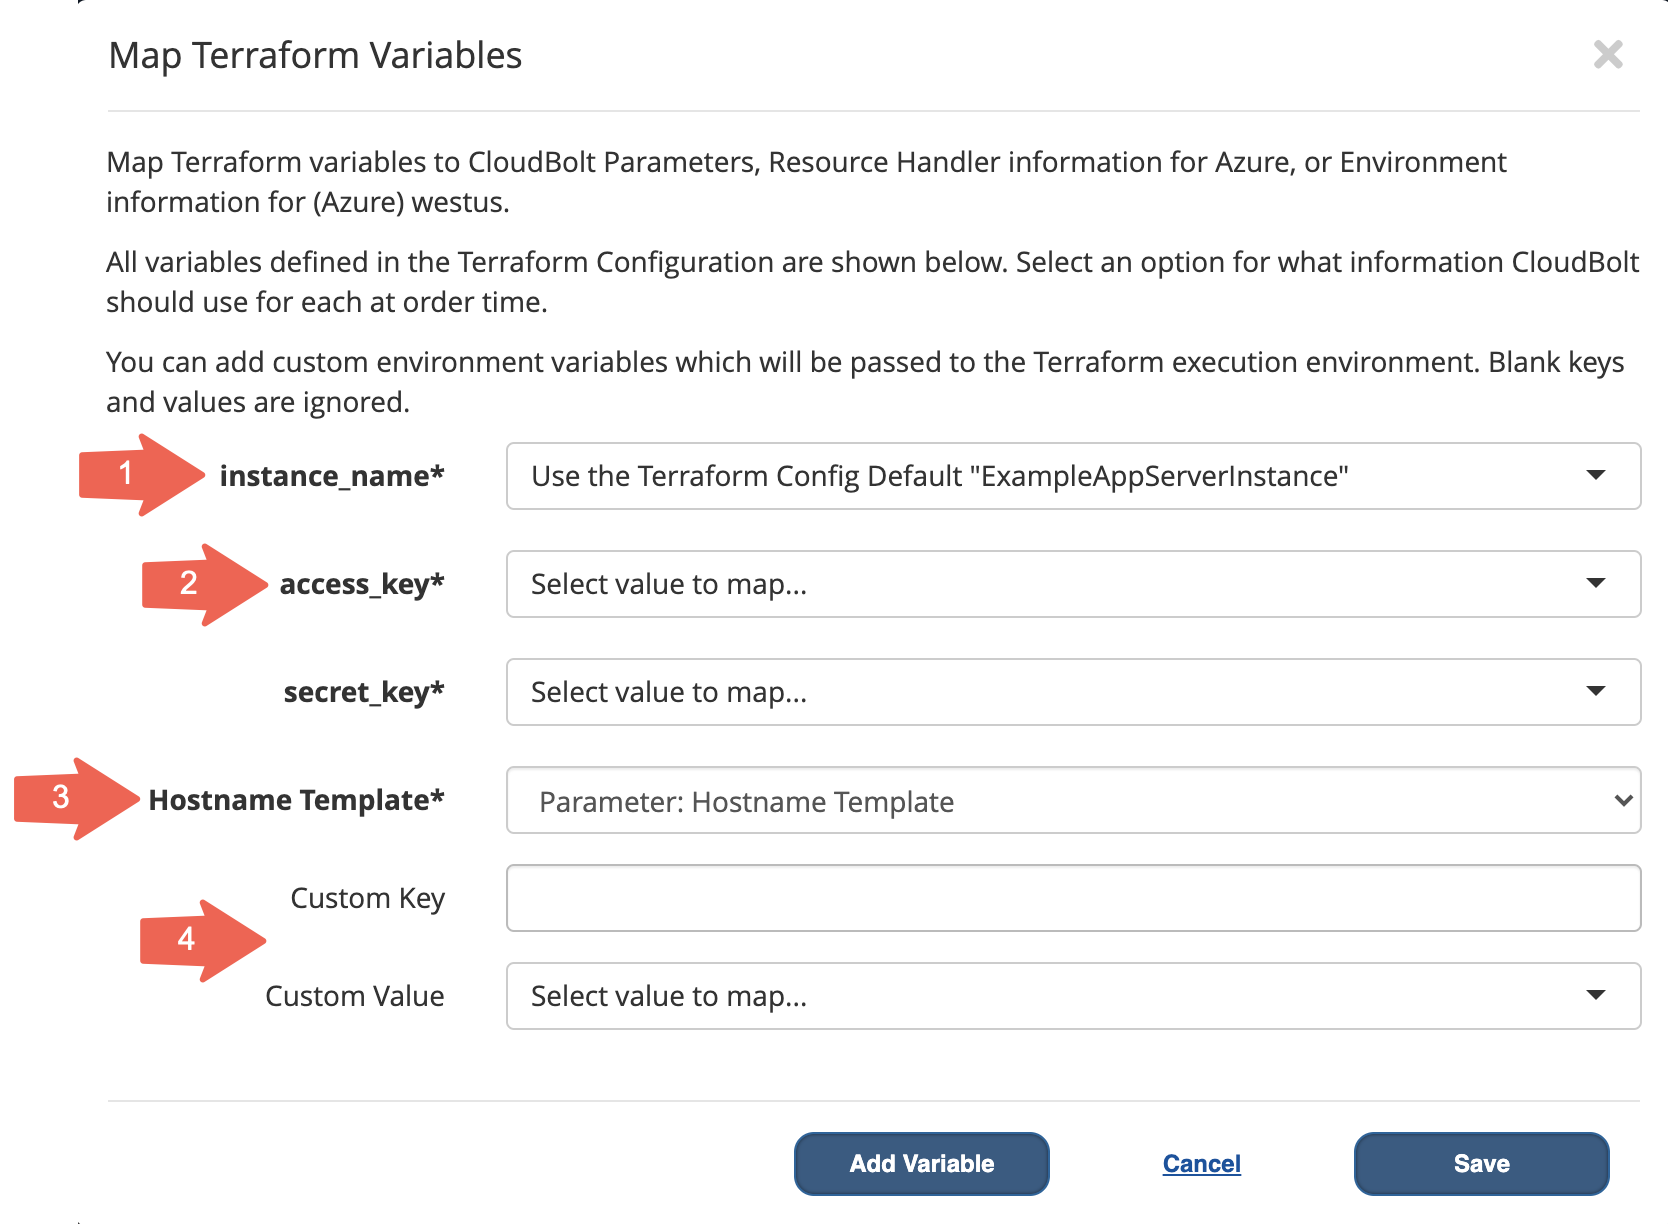 Map Terraform Variables
Map Terraform variables to CloudBolt Parameters, Resource Handler information for Azure, or Environment
information for (Azure) westus.
All variables defined in the Terraform Configuration are shown below. Select an option for what information CloudBolt
should use for each at order time.
You can add custom environment variables which will be passed to the Terraform execution environment. Blank keys
and values are ignored.
1 instance_name* Use the Terraform Config Default "ExampleAppServerInstance"
2 access_key* Select value to map...
secret_key* Select value to map...
3 Hostname Template* Parameter: Hostname Template
Custom Key
4
Custom Value Select value to map...
Add Variable Cancel Save